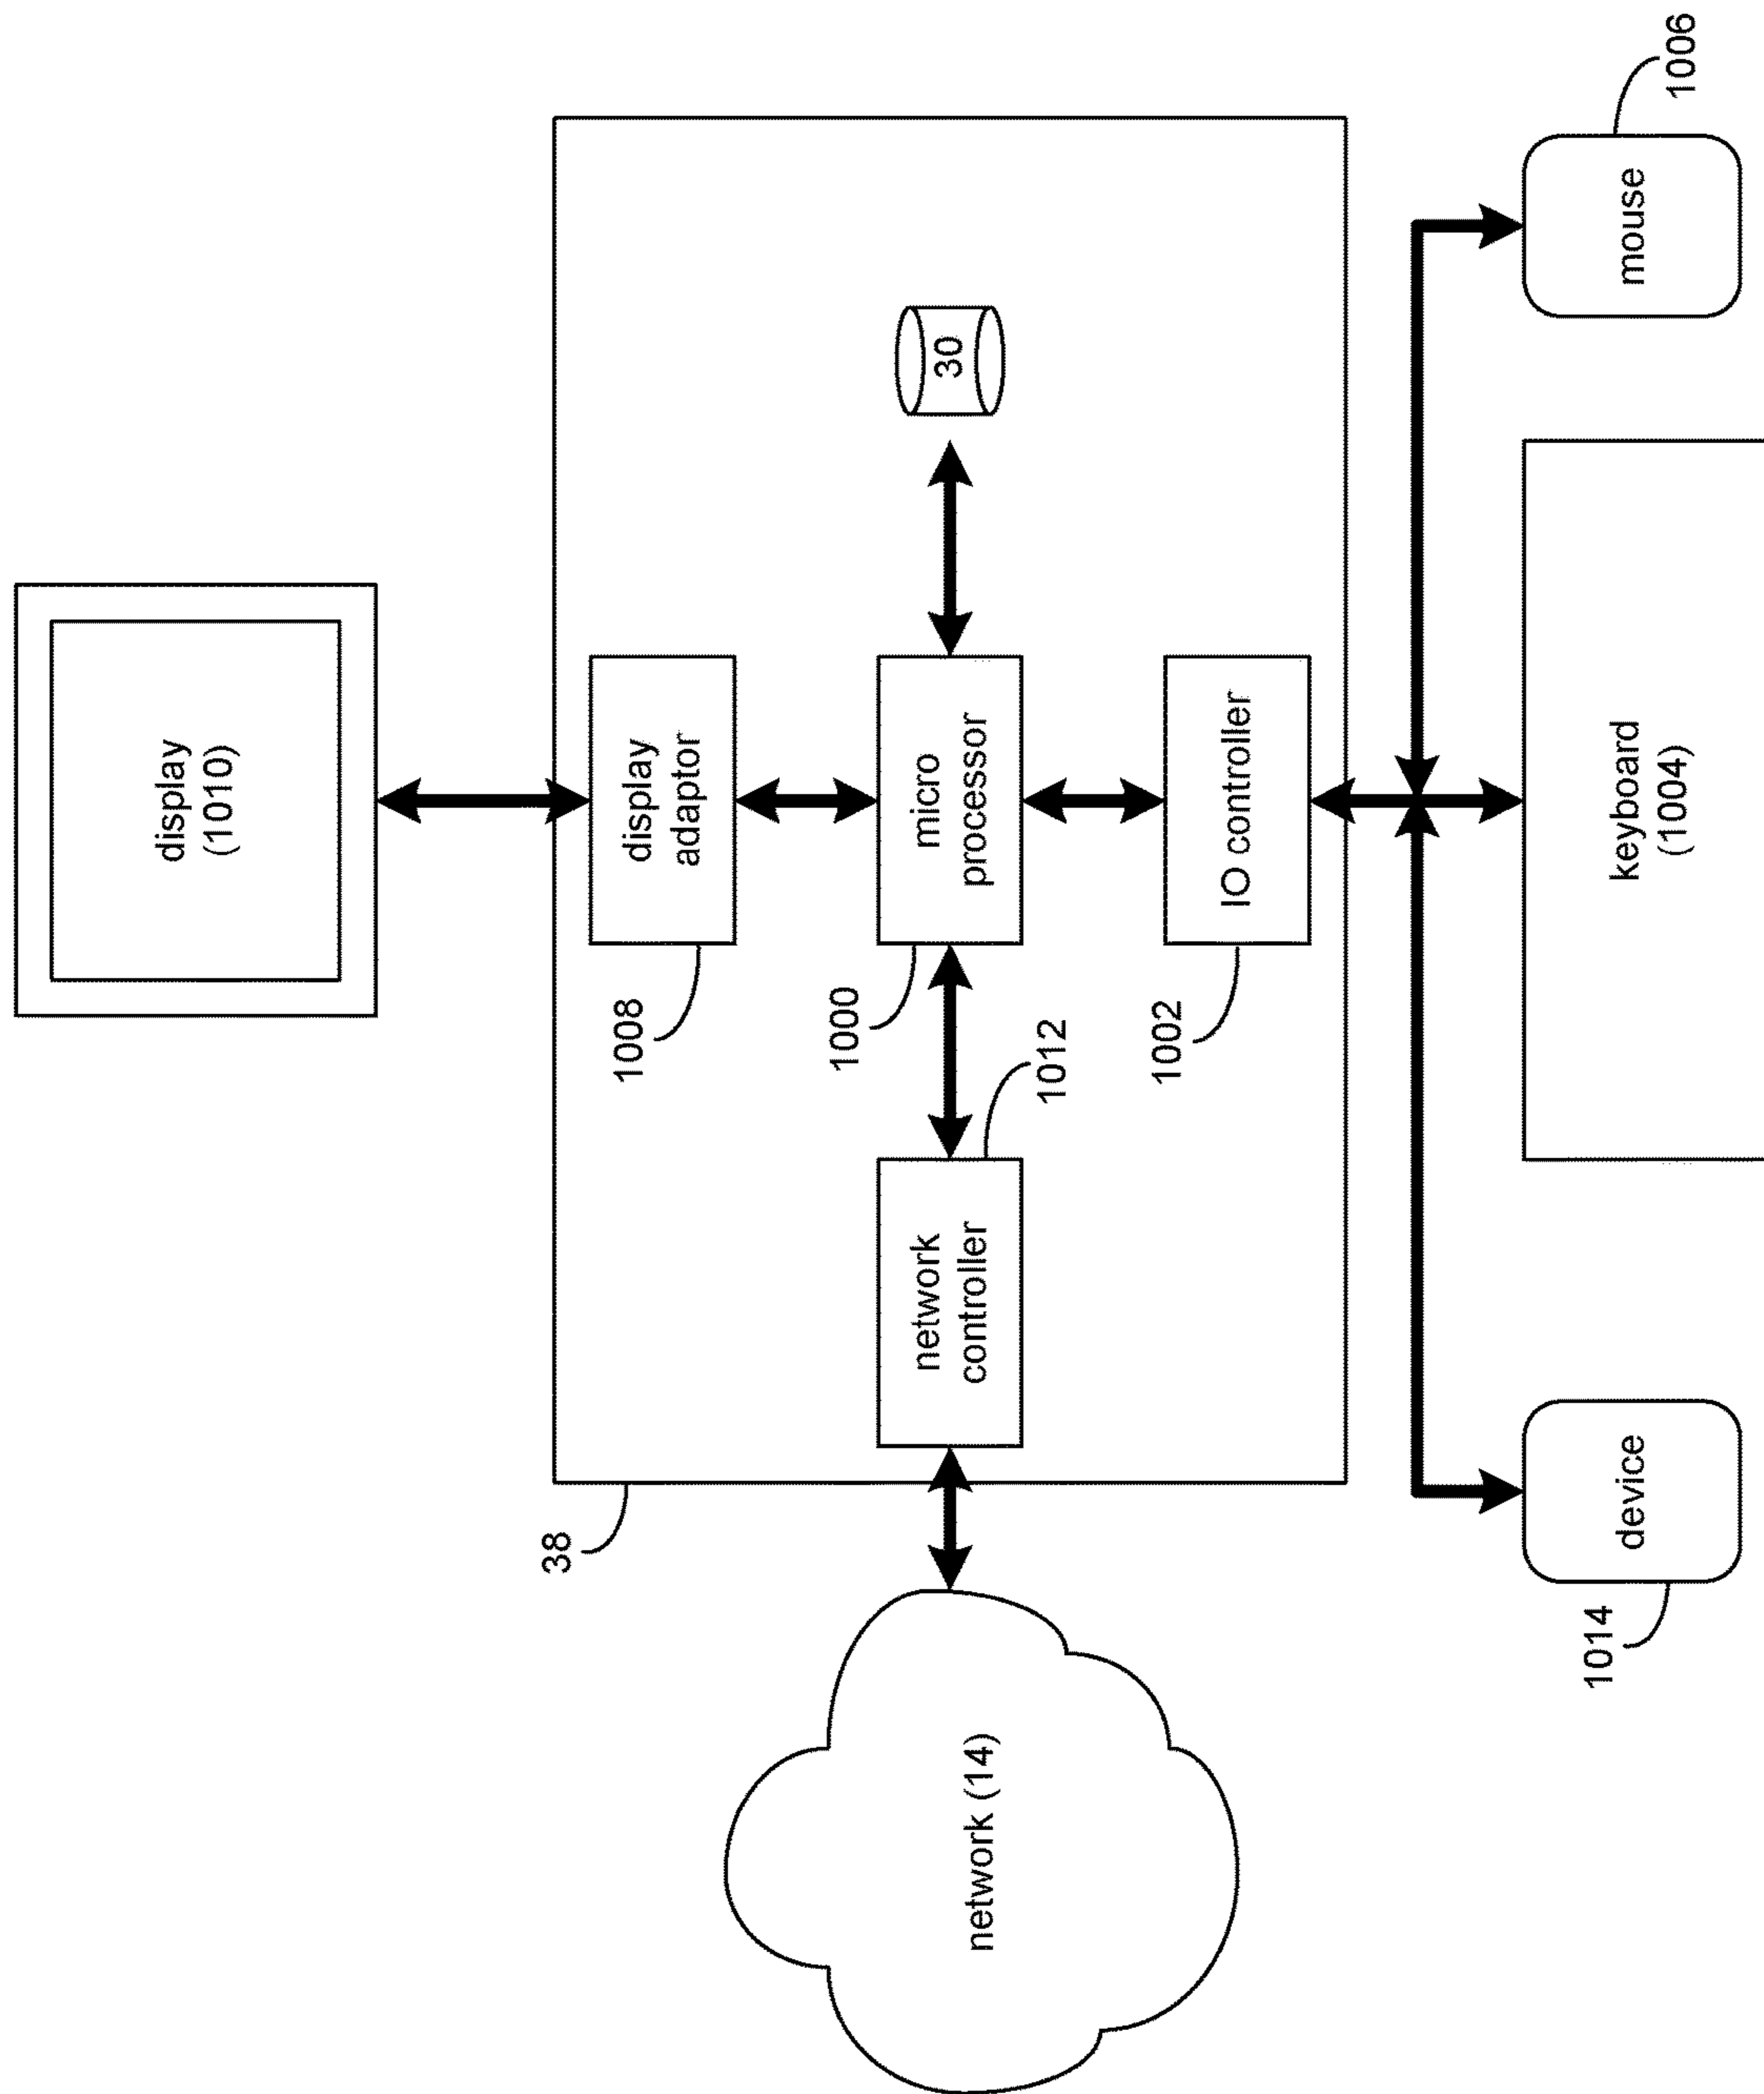 display
(1010)
display
adaptor
1008
micro
processor
1000
30
network
controller
1012
IO controller
1002
38
network (14)
mouse
1006
keyboard
(1004)
device
1014